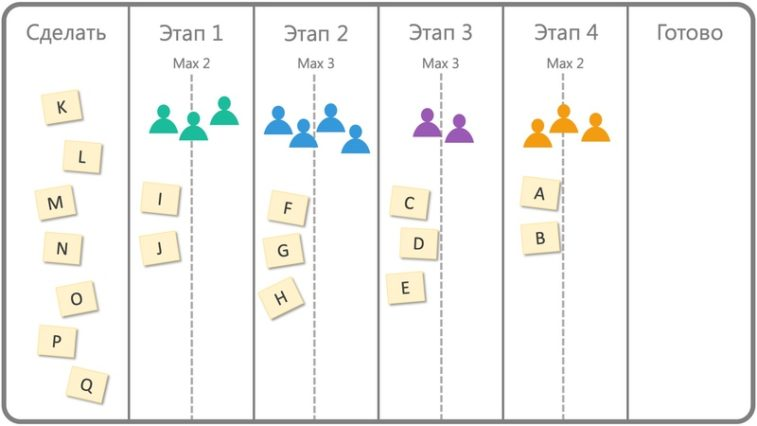 Сделать
Этап 1
Этап 2
Этап 3
Этап 4
Готово
Max 2
Max 3
Max 3
Max 2
K
L
M
N
O
P
Q
I
J
F
G
H
C
D
E
A
B